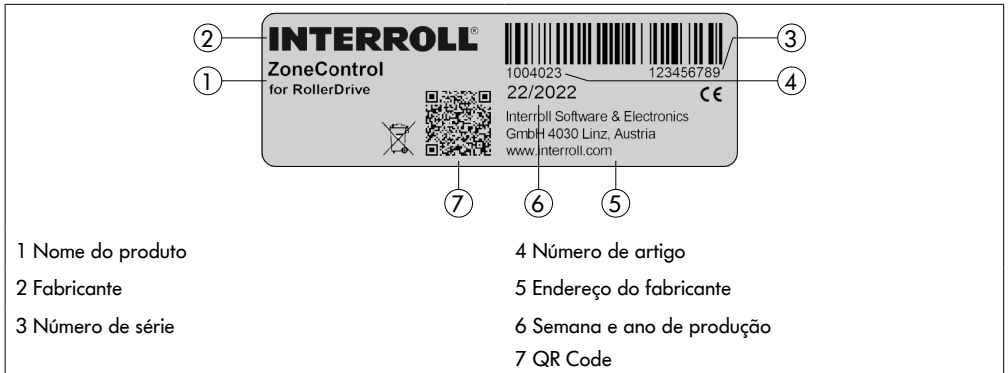 2 INTERROLL® 3
1 ZoneControl 1004023 123456789 4
for RollerDrive 22/2022 CE
Interroll Software & Electronics
GmbH 4030 Linz, Austria
www.interroll.com
7 6 5
1 Nome do produto 4 Número de artigo
2 Fabricante 5 Endereço do fabricante
3 Número de série 6 Semana e ano de produção
7 QR Code